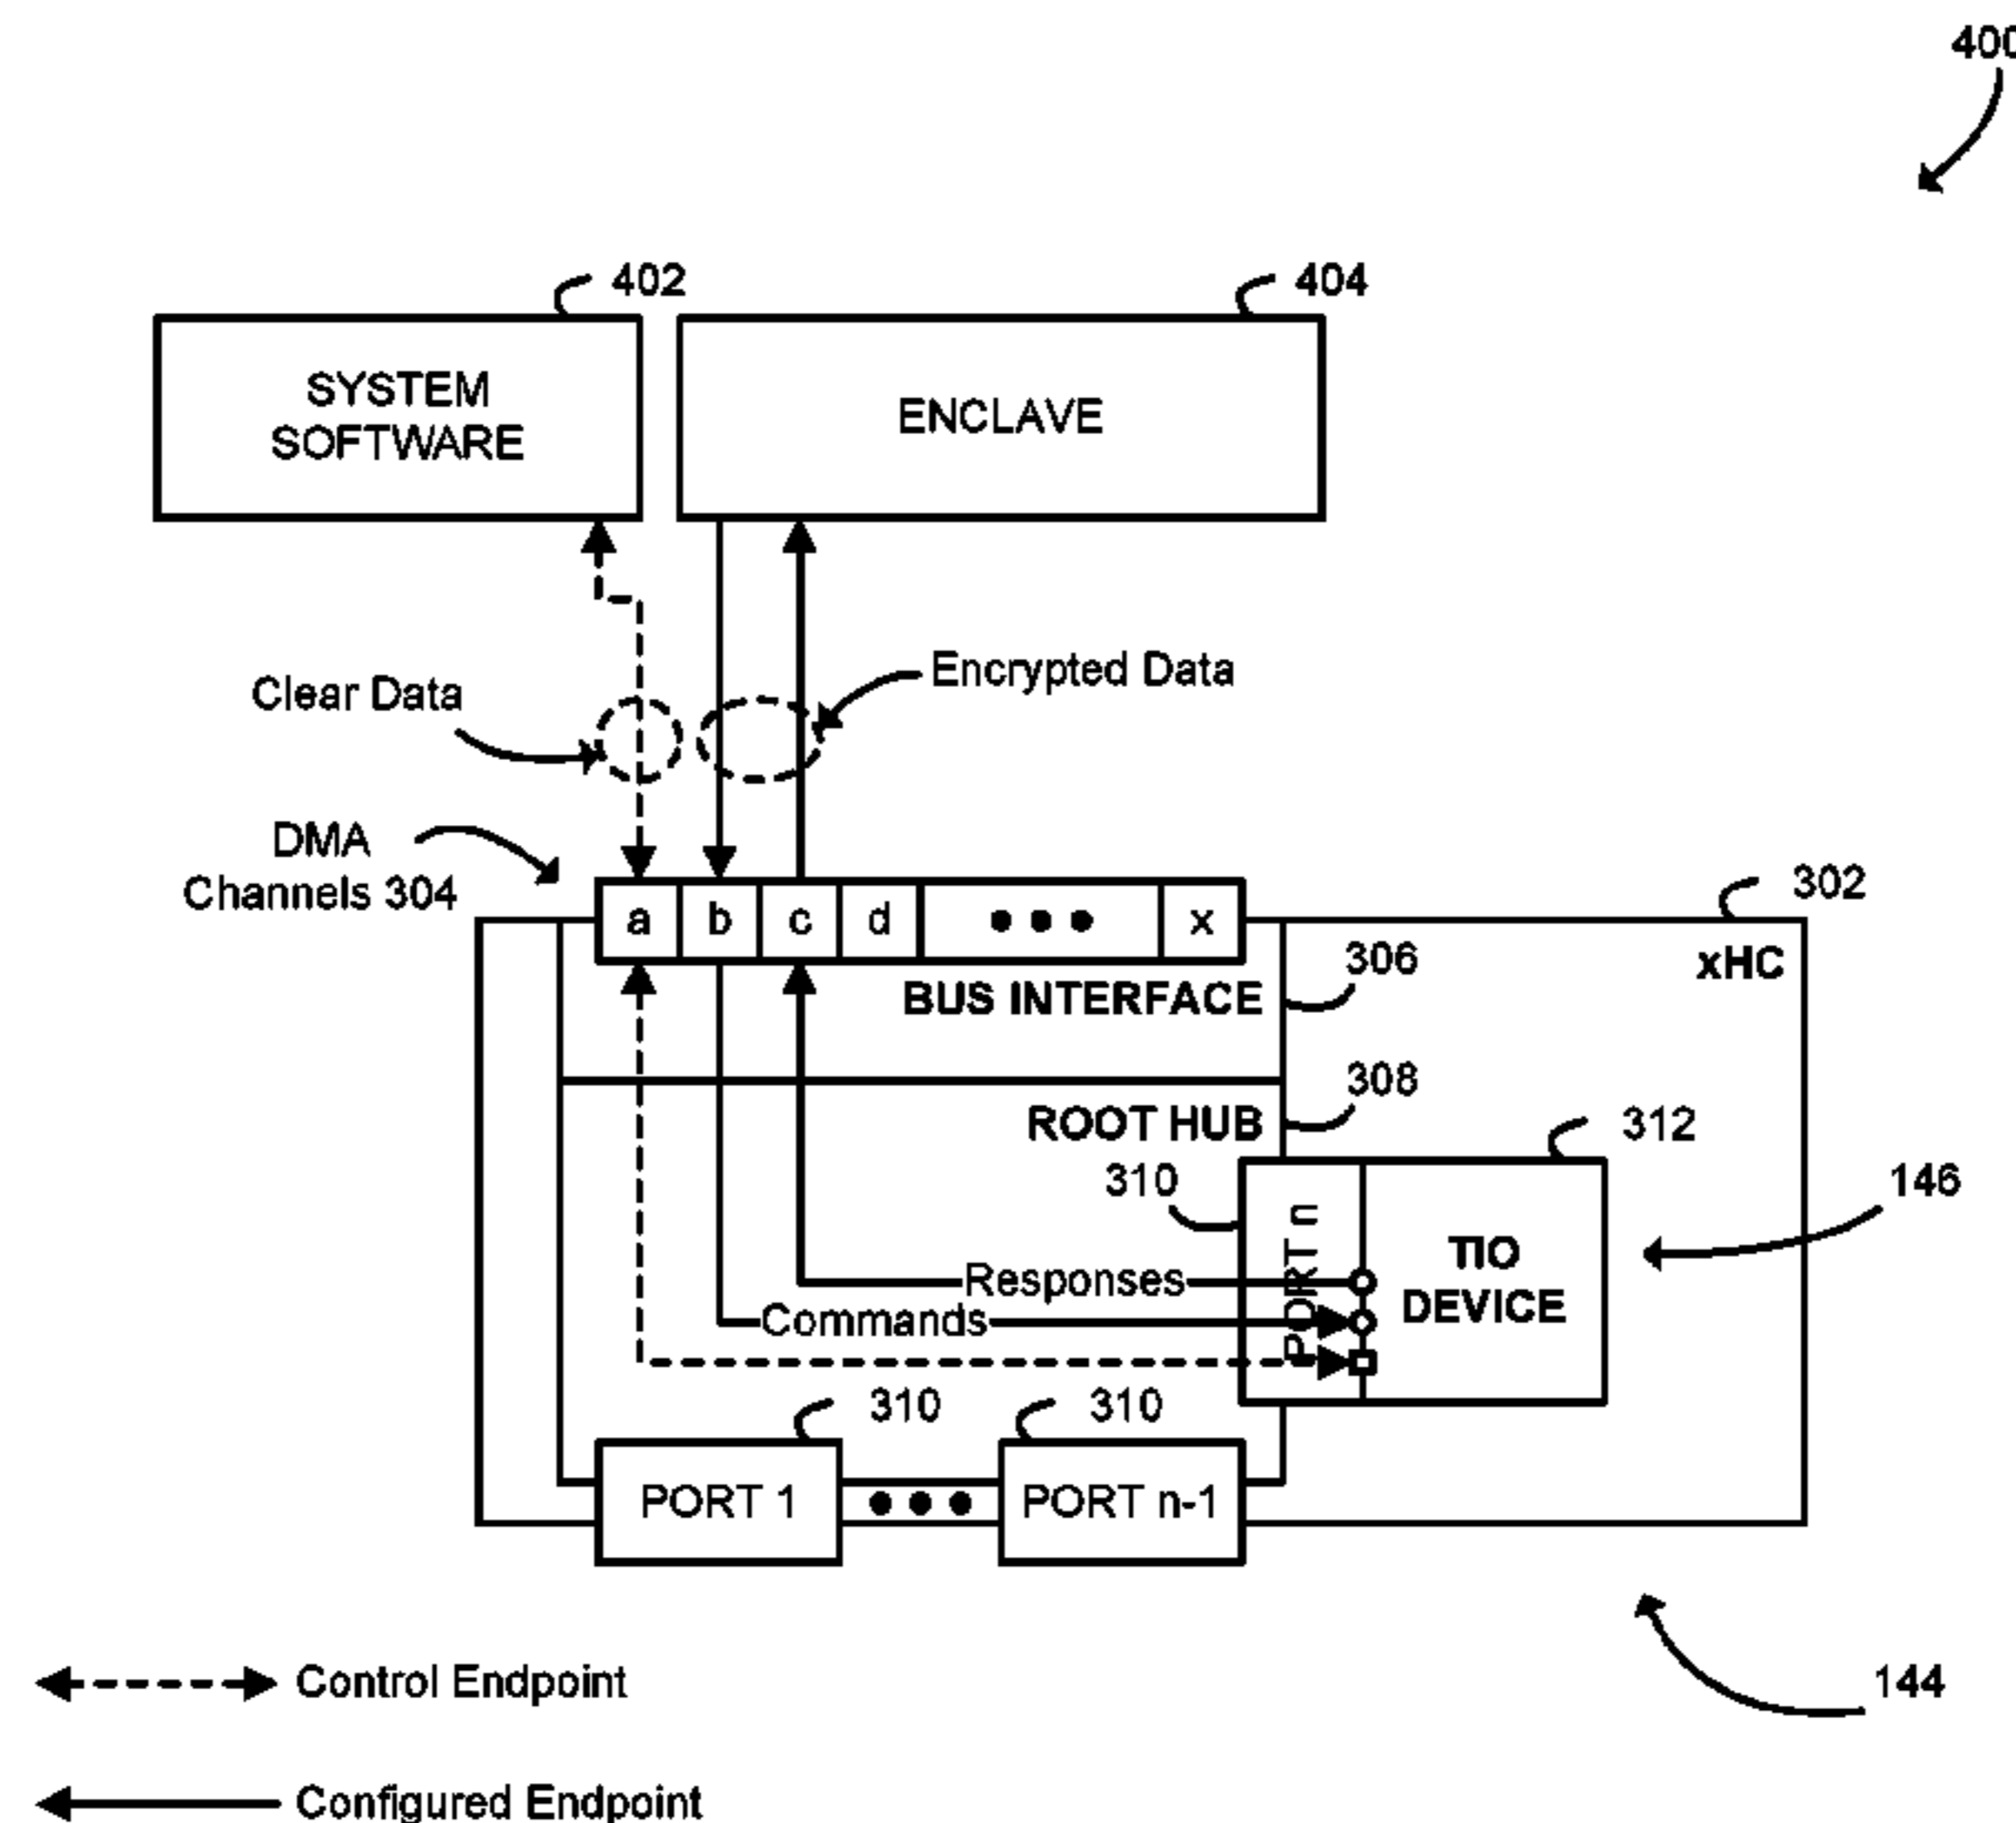 400
402
404
SYSTEM
SOFTWARE
ENCLAVE
Clear Data
Encrypted Data
DMA
Channels 304
a b c d ● ● ● x
302
xHC
306
BUS INTERFACE
308
ROOT HUB
312
310
146
PORT n
TIO
DEVICE
Responses
Commands
310
310
PORT 1
● ● ●
PORT n-1
144
Control Endpoint
Configured Endpoint